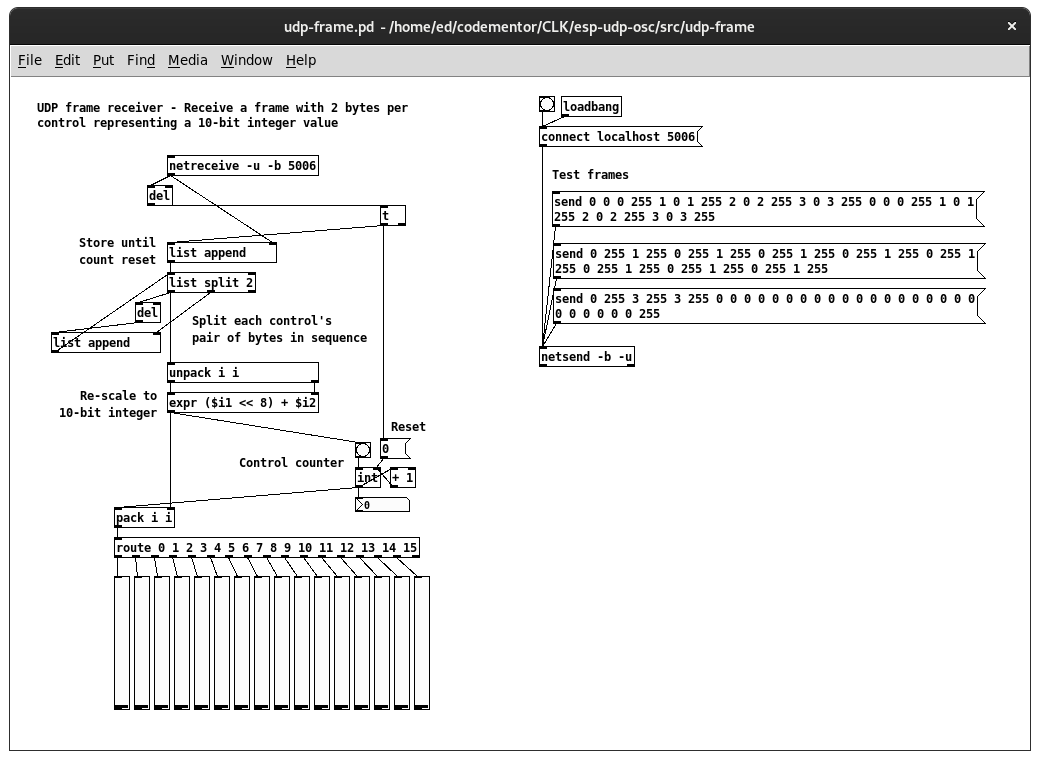 udp-frame.pd - /home/ed/codementor/CLK/esp-udp-osc/src/udp-frame
×
File Edit Put Find Media Window Help
UDP frame receiver - Receive a frame with 2 bytes per
control representing a 10-bit integer value
netreceive -u -b 5006
del
t
Store until
count reset
list append
list split 2
del
list append
Split each control's
pair of bytes in sequence
unpack i i
Re-scale to
10-bit integer
expr ($i1 << 8) + $i2
Reset
0
Control counter
int
+ 1
0
pack i i
route 0 1 2 3 4 5 6 7 8 9 10 11 12 13 14 15
loadbang
connect localhost 5006
Test frames
send 0 0 0 255 1 0 1 255 2 0 2 255 3 0 3 255 0 0 0 255 1 0 1
255 2 0 2 255 3 0 3 255
send 0 255 1 0 255 1 0 255 1 0 255 1 0 255 1 0 255 1 0 255 1
255 0 255 1 255 0 255 1 255 0 255 1 255
send 0 255 3 255 3 255 0 0 0 0 0 0 0 0 0 0 0 0 0 0 0 0 0 0 0
0 0 0 0 0 0 255
netsend -b -u